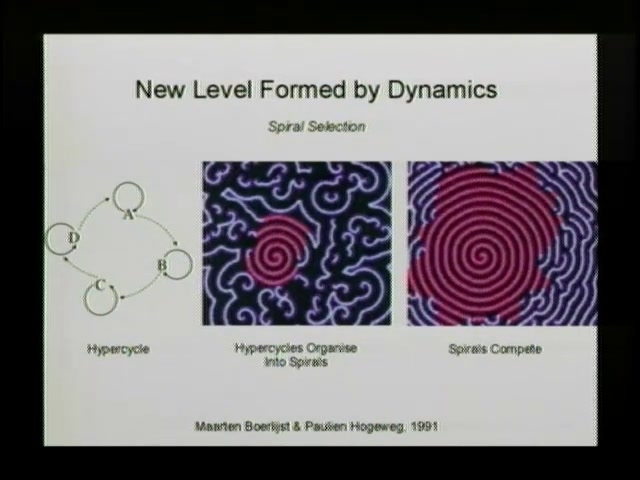 New Level Formed by Dynamics
Spiral Selection
A
D
B
C
Hypercycle
Hypercycles Organise
Into Spirals
Spirals Compete
Maarten Boerlijst & Paulien Hogeweg, 1991